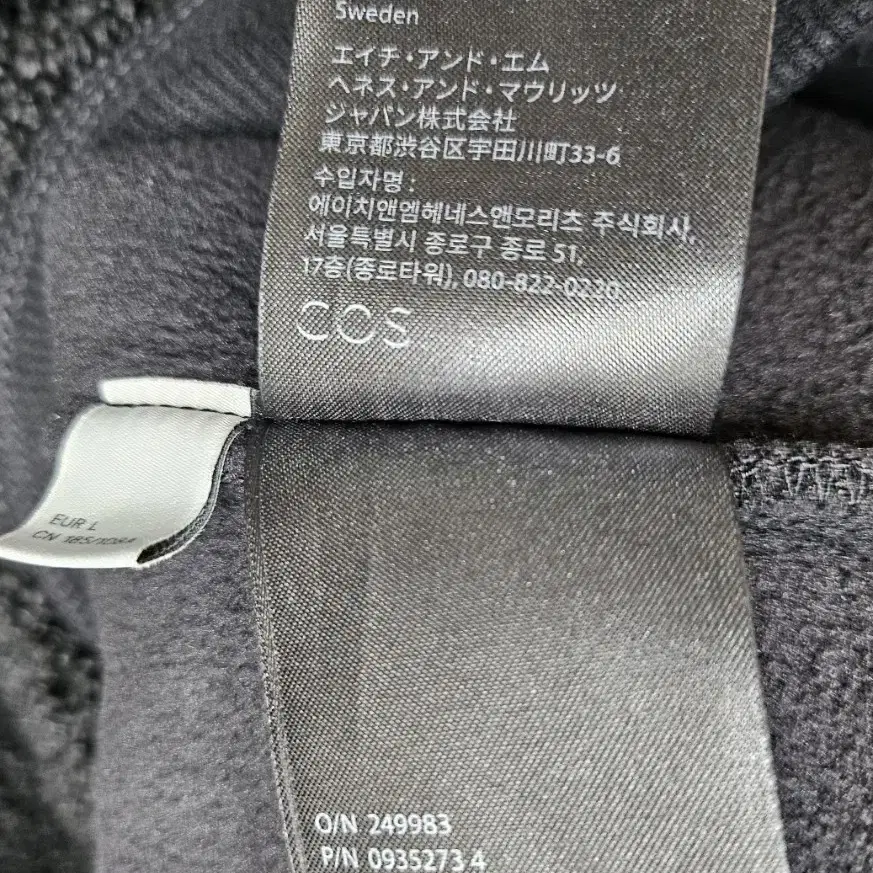 Sweden
エイチ・アンド・エム
ヘネス・アンド・マウリッツ
ジャパン株式会社
東京都渋谷区宇田川町33-6
수입자명 :
에이치앤엠헤네스앤모리츠 주식회사,
서울특별시 종로구 종로 51,
17층(종로타워), 080-822-0220
COS
EUR L
CN 185/108A
O/N 249983
P/N 0935273 4